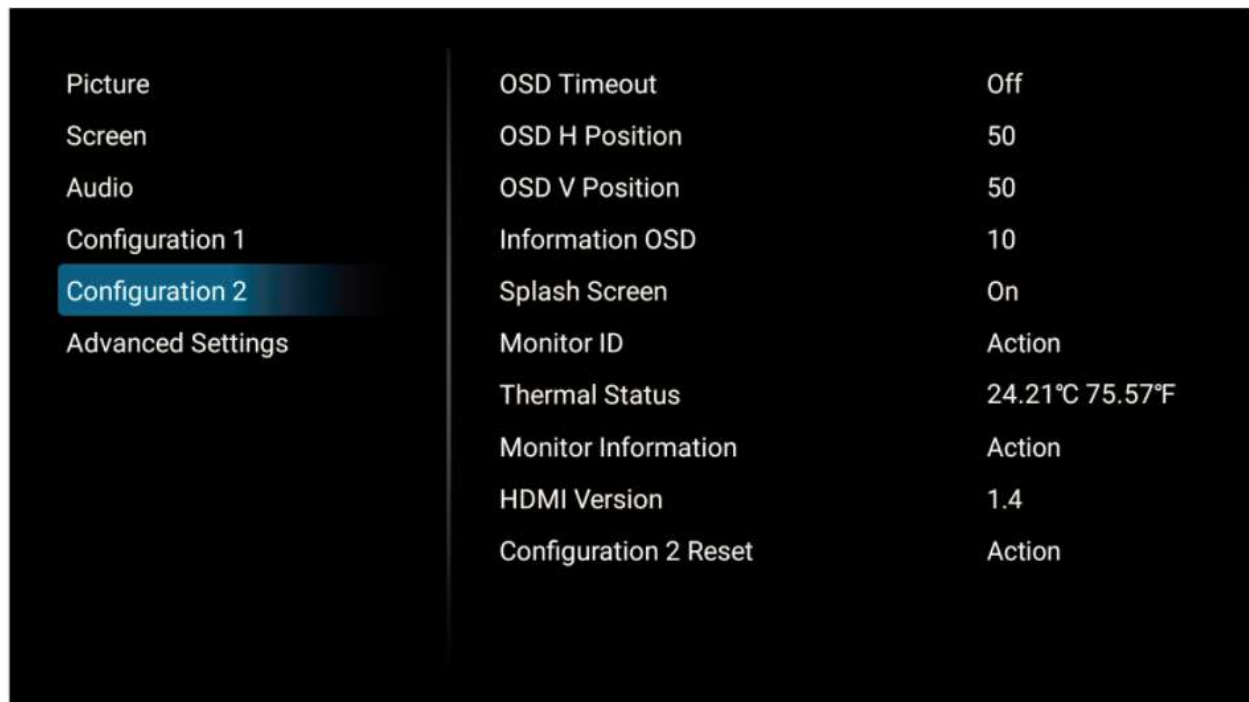 Picture
Screen
Audio
Configuration 1
Configuration 2
Advanced Settings
OSD Timeout Off
OSD H Position 50
OSD V Position 50
Information OSD 10
Splash Screen On
Monitor ID Action
Thermal Status 24.21℃ 75.57℉
Monitor Information Action
HDMI Version 1.4
Configuration 2 Reset Action